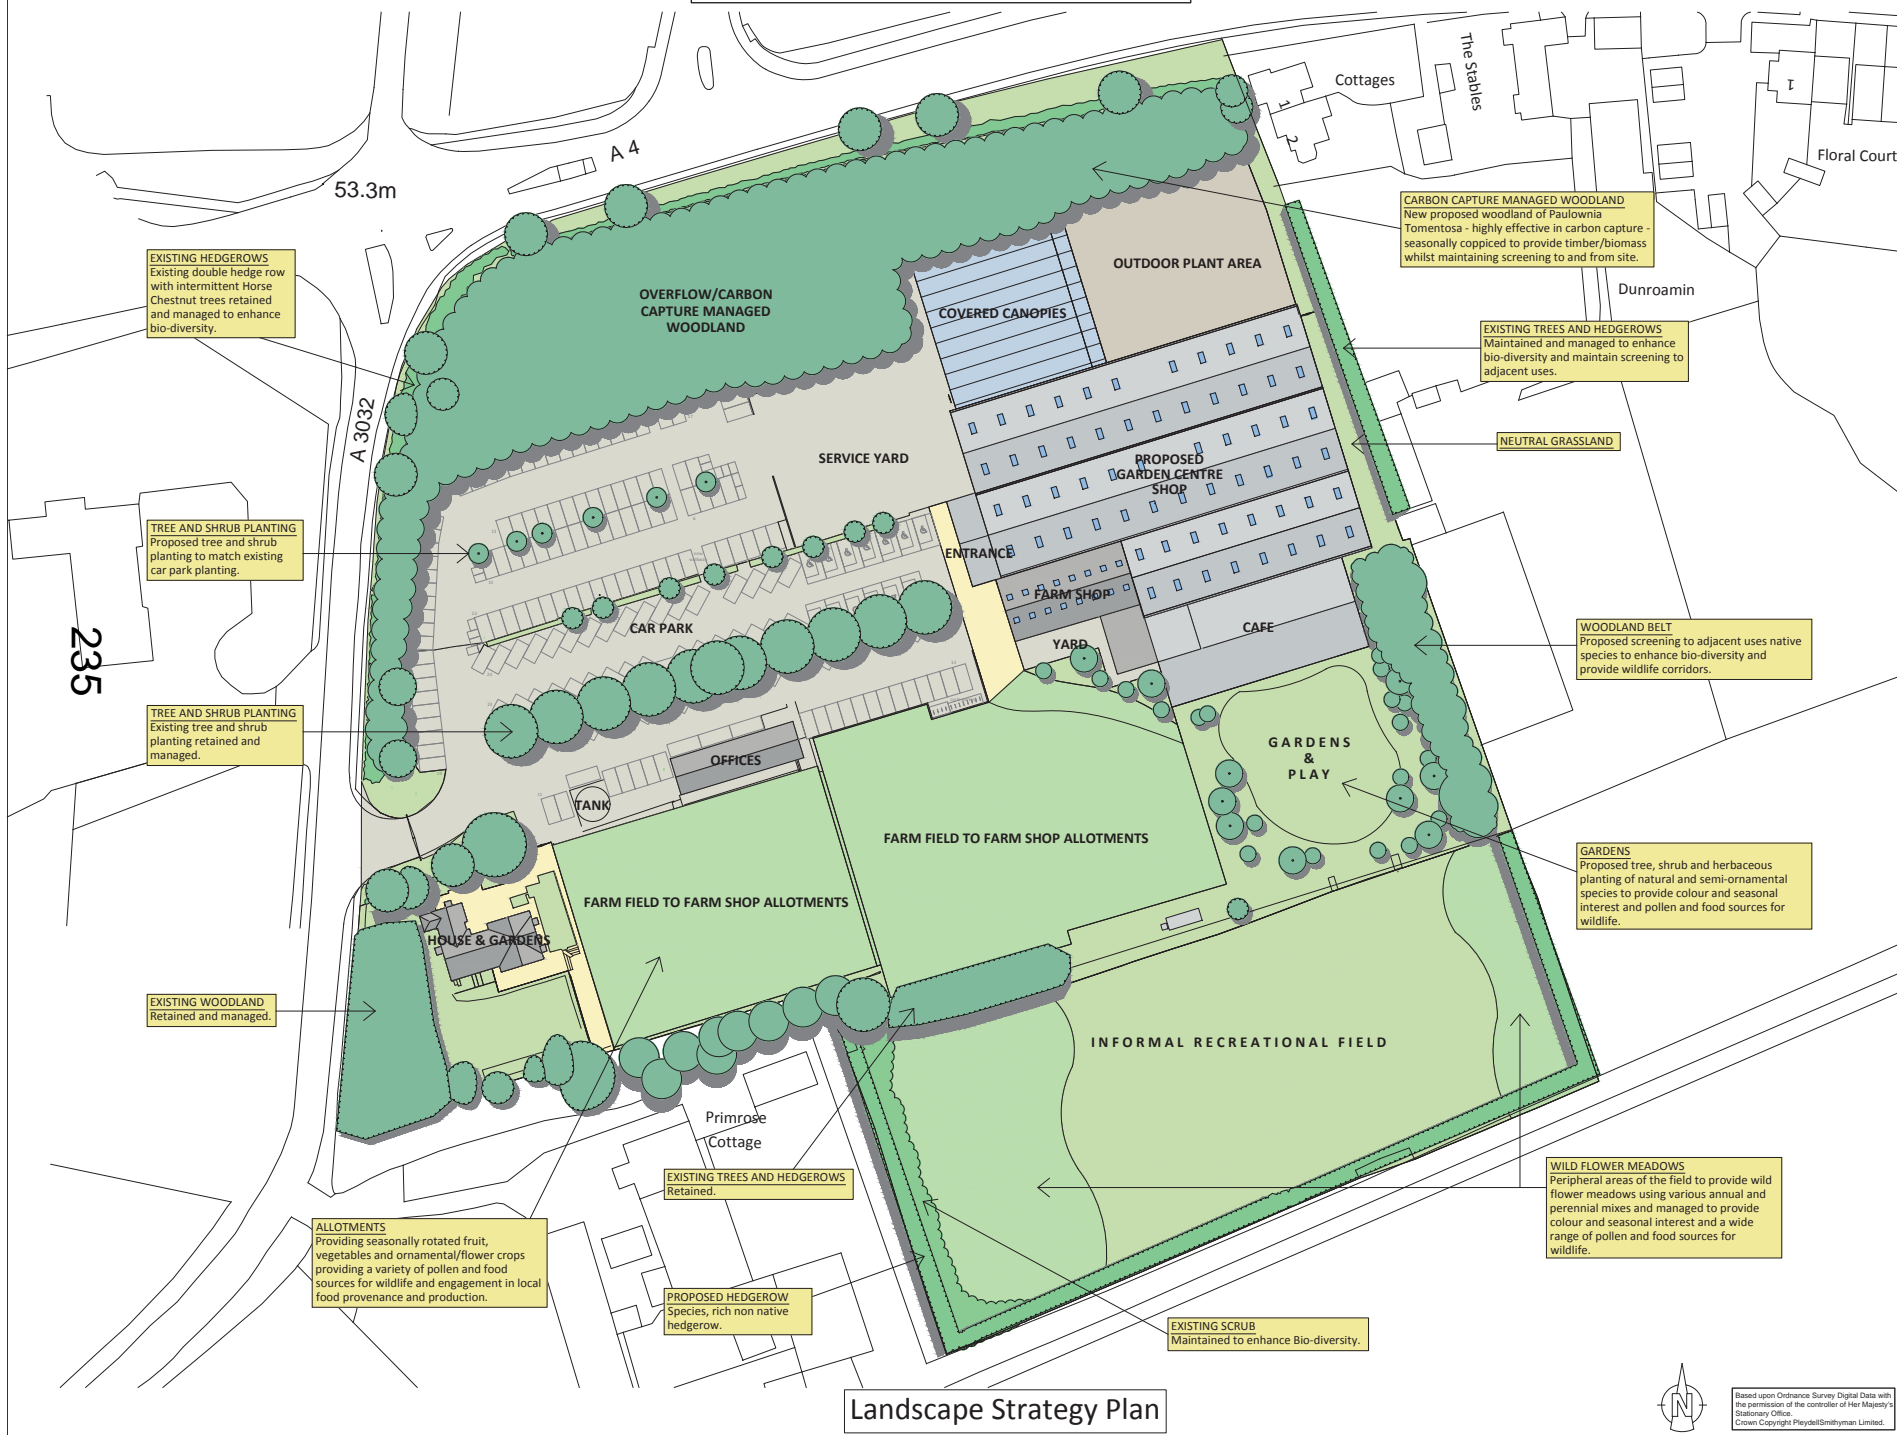 The Stables
Cottages
1
2
1
Floral Court
A 4
53.3m
CARBON CAPTURE MANAGED WOODLAND
New proposed woodland of Paulownia
Tomentosa - highly effective in carbon capture -
seasonally coppiced to provide timber/biomass
whilst maintaining screening to and from site.
EXISTING HEDGEROWS
Existing double hedge row
with intermittent Horse
Chestnut trees retained
and managed to enhance
bio-diversity.
OUTDOOR PLANT AREA
Dunroamin
OVERFLOW/CARBON
CAPTURE MANAGED
WOODLAND
COVERED CANOPIES
EXISTING TREES AND HEDGEROWS
Maintained and managed to enhance
bio-diversity and maintain screening to
adjacent uses.
A 3032
NEUTRAL GRASSLAND
SERVICE YARD
PROPOSED
GARDEN CENTRE
SHOP
TREE AND SHRUB PLANTING
Proposed tree and shrub
planting to match existing
car park planting.
ENTRANCE
FARM SHOP
CAR PARK
YARD
CAFE
WOODLAND BELT
Proposed screening to adjacent uses native
species to enhance bio-diversity and
provide wildlife corridors.
235
TREE AND SHRUB PLANTING
Existing tree and shrub
planting retained and
managed.
GARDENS
&
PLAY
OFFICES
TANK
FARM FIELD TO FARM SHOP ALLOTMENTS
GARDENS
Proposed tree, shrub and herbaceous
planting of natural and semi-ornamental
species to provide colour and seasonal
interest and pollen and food sources for
wildlife.
FARM FIELD TO FARM SHOP ALLOTMENTS
HOUSE & GARDENS
EXISTING WOODLAND
Retained and managed.
INFORMAL RECREATIONAL FIELD
Primrose
Cottage
EXISTING TREES AND HEDGEROWS
Retained.
WILD FLOWER MEADOWS
Peripheral areas of the field to provide wild
flower meadows using various annual and
perennial mixes and managed to provide
colour and seasonal interest and a wide
range of pollen and food sources for
wildlife.
ALLOTMENTS
Providing seasonally rotated fruit,
vegetables and ornamental/flower crops
providing a variety of pollen and food
sources for wildlife and engagement in local
food provenance and production.
PROPOSED HEDGEROW
Species, rich non native
hedgerow.
EXISTING SCRUB
Maintained to enhance Bio-diversity.
Landscape Strategy Plan
N
Based upon Ordnance Survey Digital Data with
the permission of the controller of Her Majesty's
Stationary Office.
Crown Copyright PleydellSmithyman Limited.